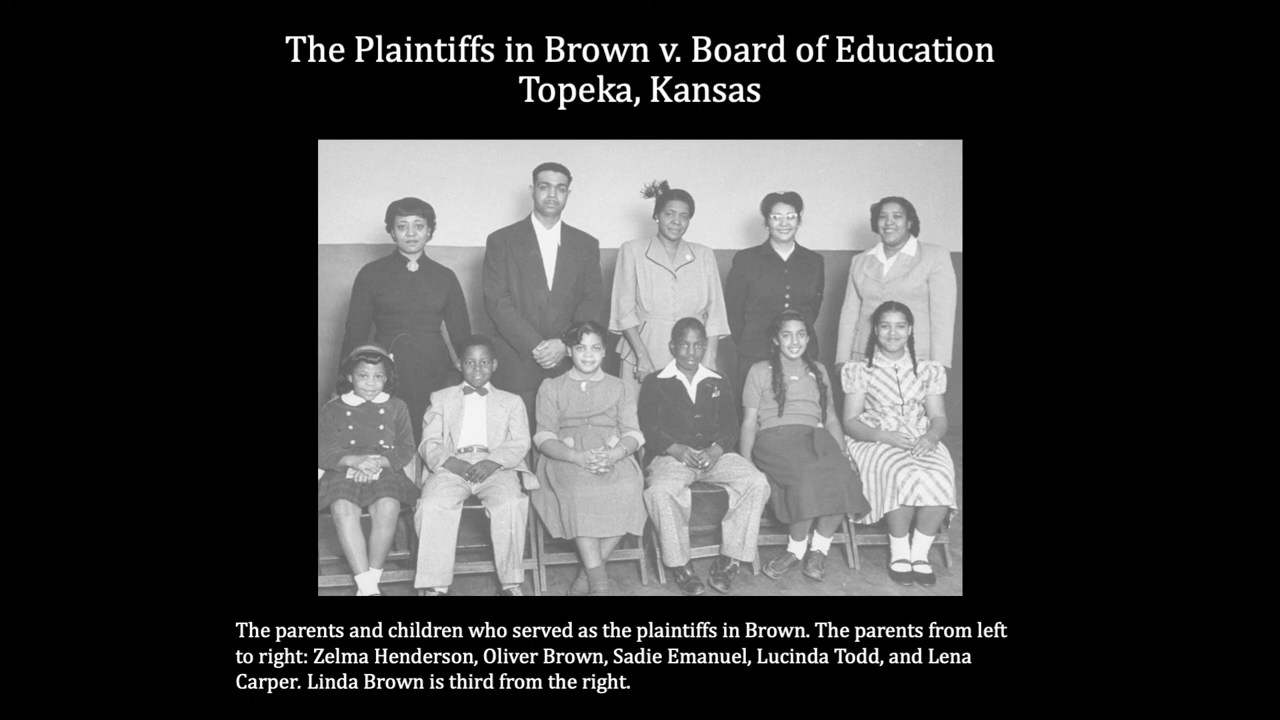 The Plaintiffs in Brown v. Board of Education
Topeka, Kansas
The parents and children who served as the plaintiffs in Brown. The parents from left
to right: Zelma Henderson, Oliver Brown, Sadie Emanuel, Lucinda Todd, and Lena
Carper. Linda Brown is third from the right.